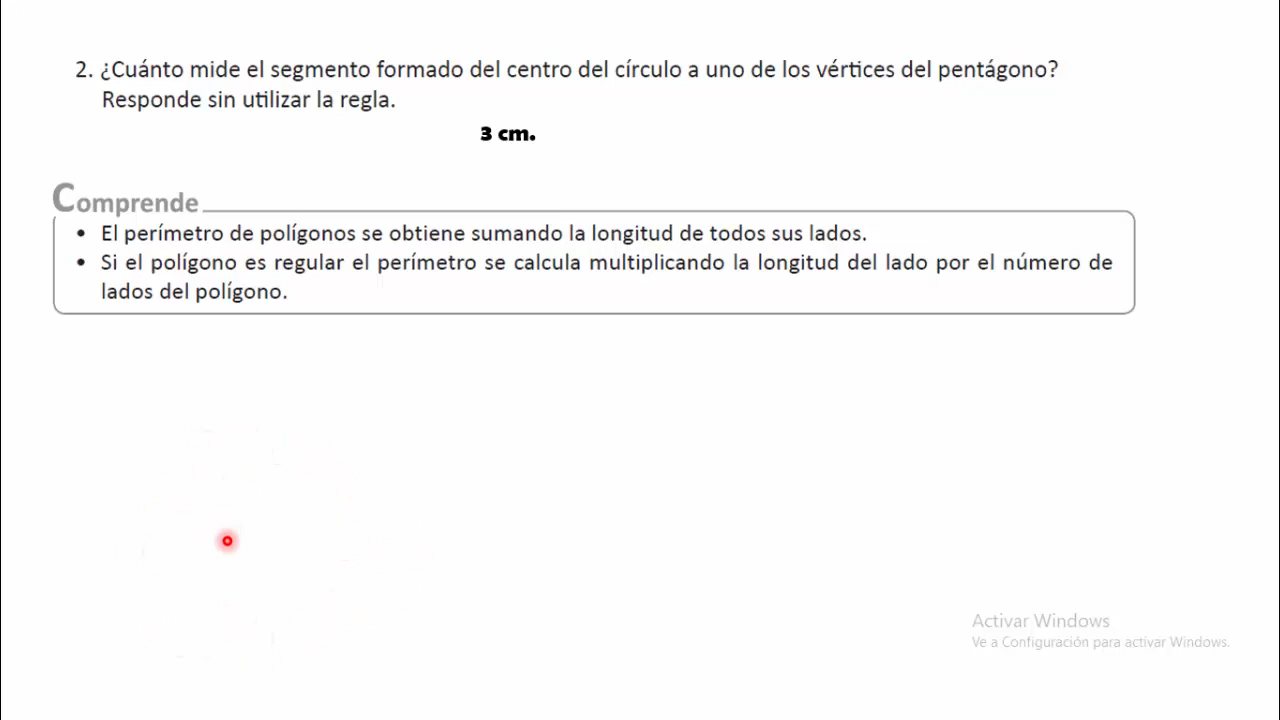 2. ¿Cuánto mide el segmento formado del centro del círculo a uno de los vértices del pentágono?
Responde sin utilizar la regla.
3 cm.
Comprende
• El perímetro de polígonos se obtiene sumando la longitud de todos sus lados.
• Si el polígono es regular el perímetro se calcula multiplicando la longitud del lado por el número de
lados del polígono.
Activar Windows
Ve a Configuración para activar Windows.